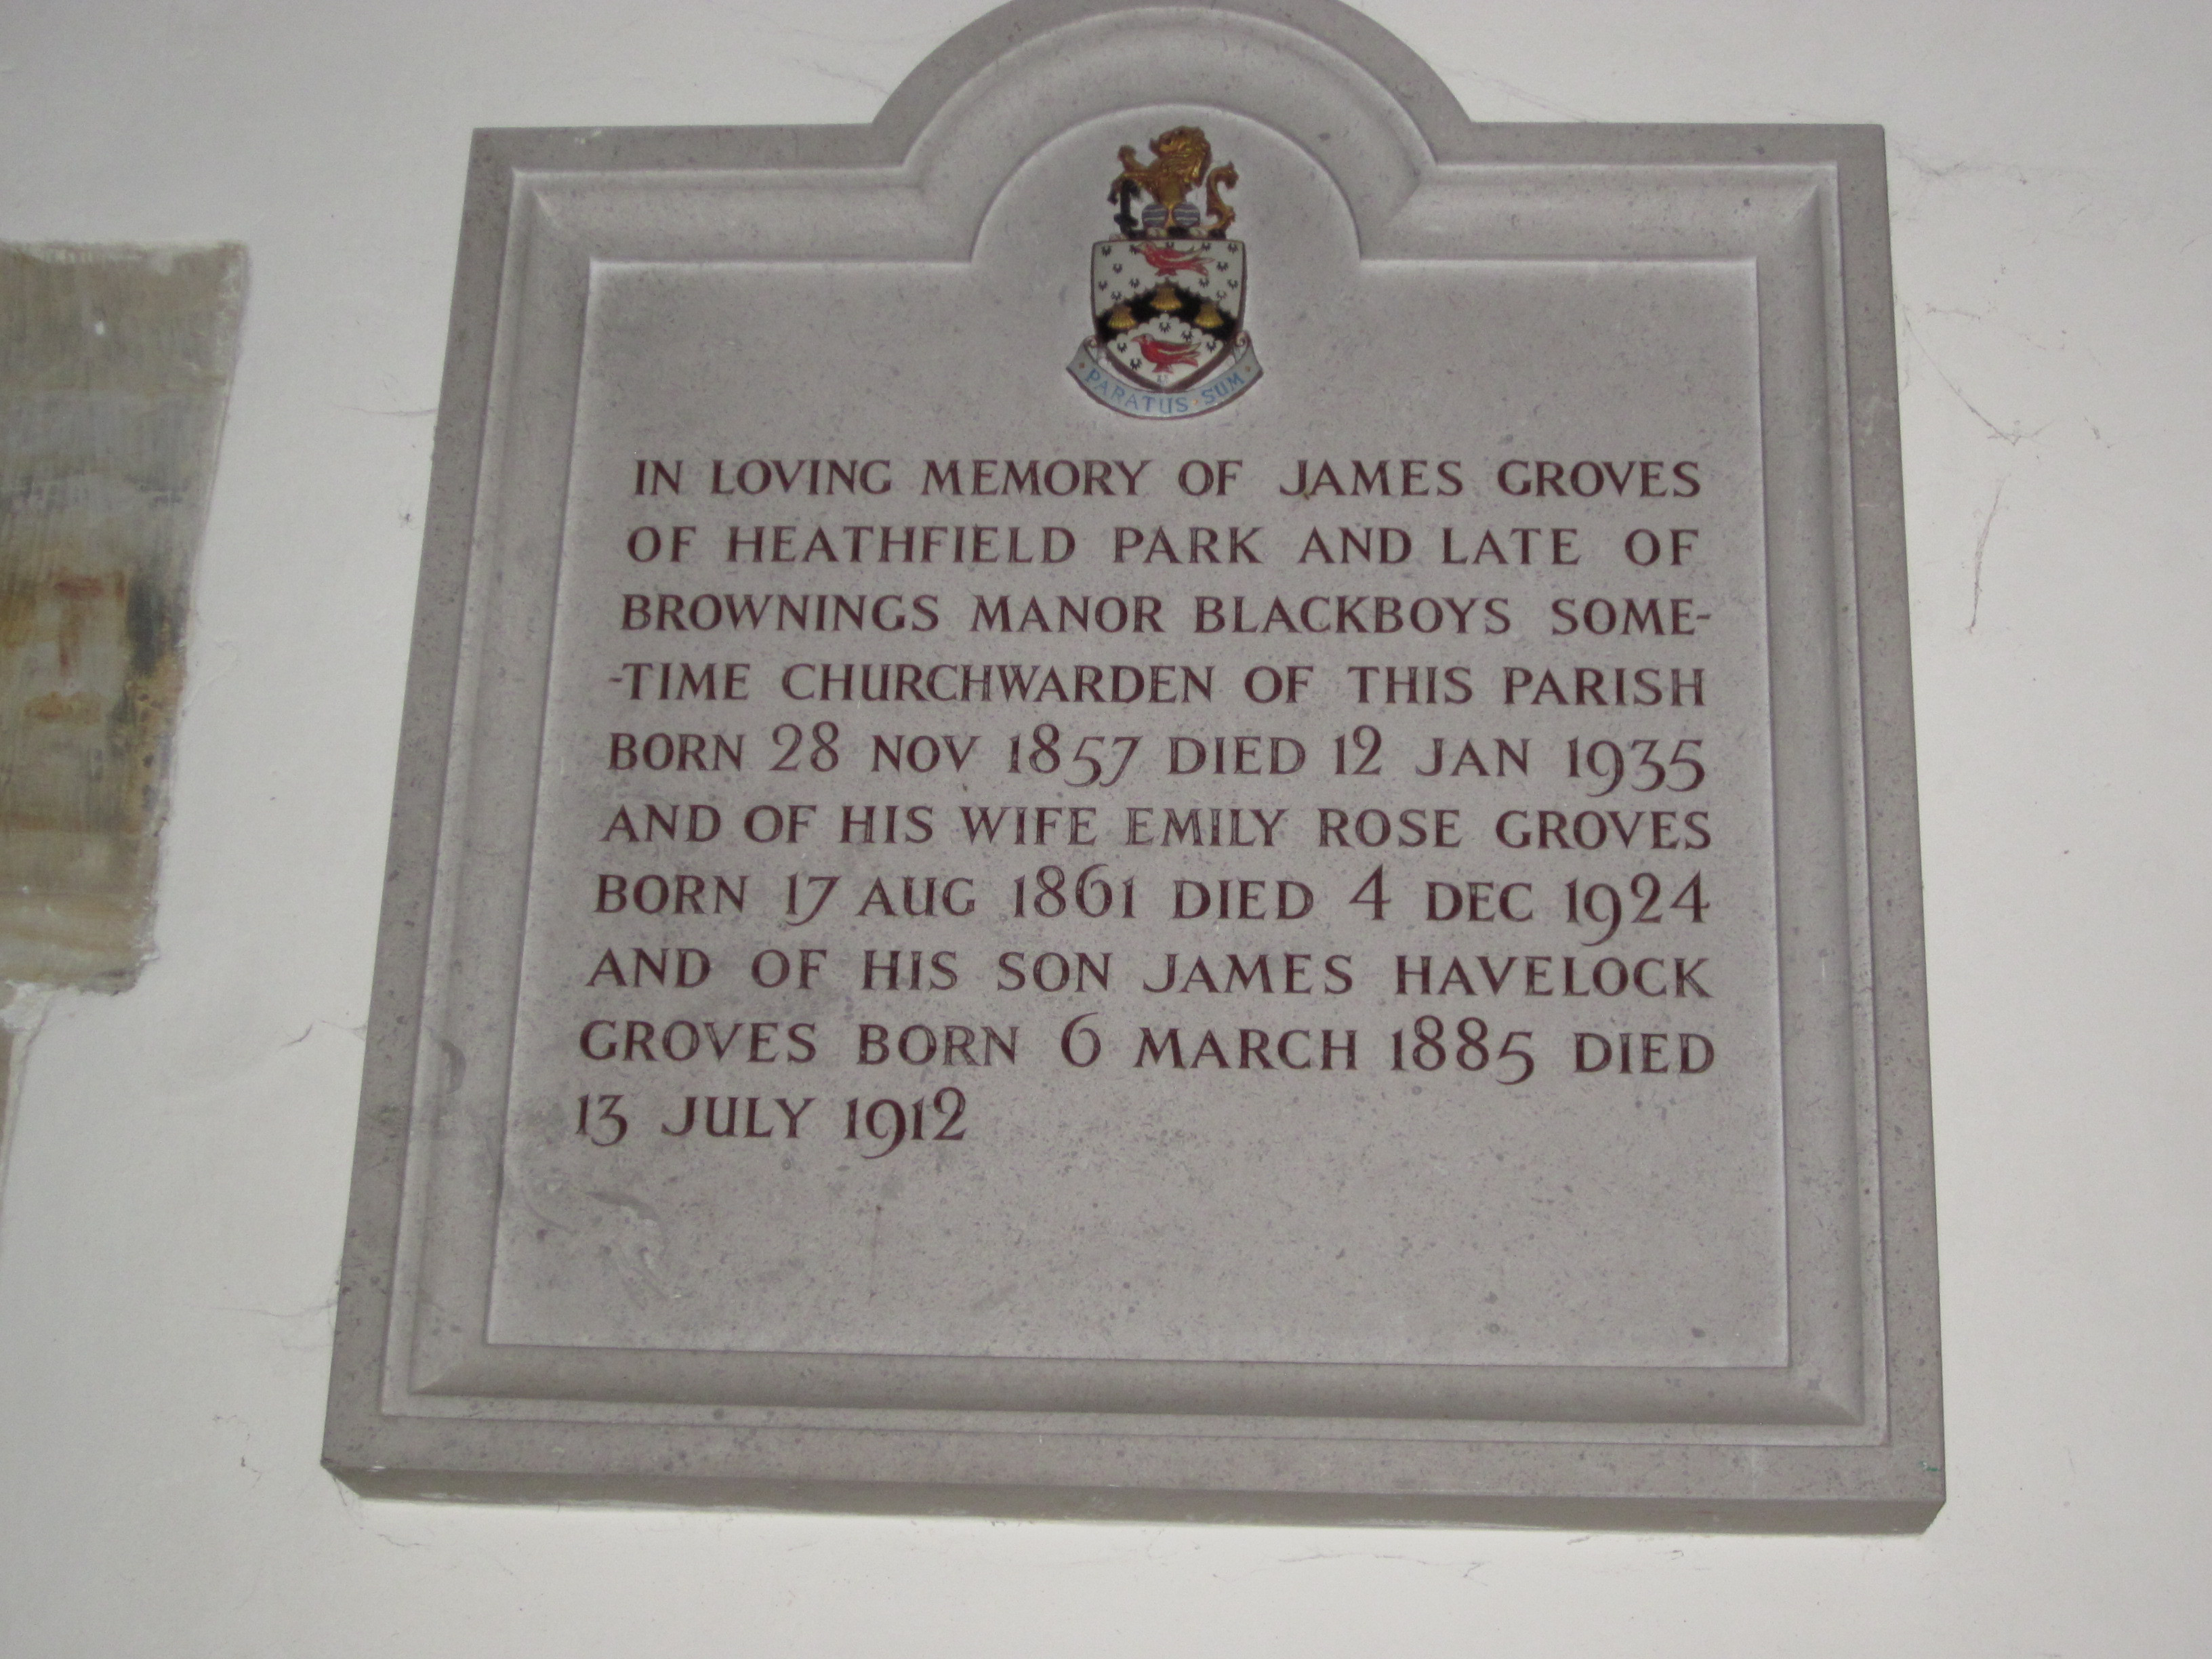 PARATUS · SUM
IN LOVING MEMORY OF JAMES GROVES
OF HEATHFIELD PARK AND LATE OF
BROWNINGS MANOR BLACKBOYS SOME-
-TIME CHURCHWARDEN OF THIS PARISH
BORN 28 NOV 1857 DIED 12 JAN 1935
AND OF HIS WIFE EMILY ROSE GROVES
BORN 17 AUG 1861 DIED 4 DEC 1924
AND OF HIS SON JAMES HAVELOCK
GROVES BORN 6 MARCH 1885 DIED
13 JULY 1912